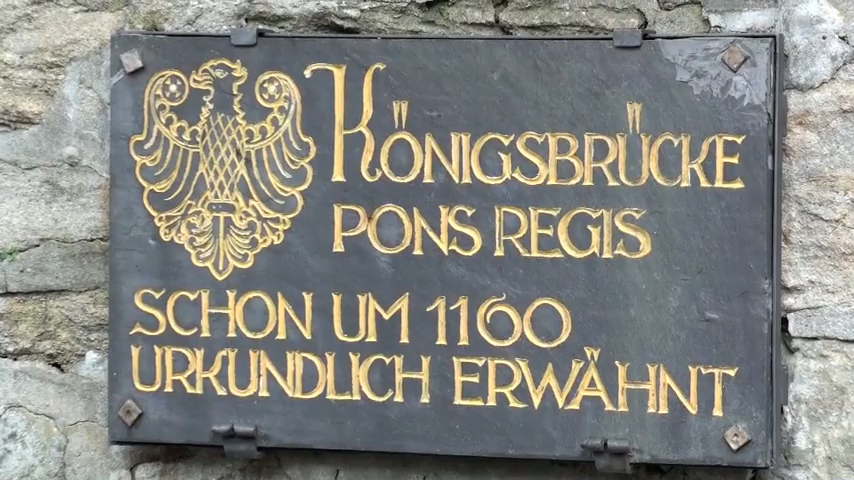 KÖNIGSBRÜCKE
PONS REGIS
SCHON UM 1160
URKUNDLICH ERWÄHNT